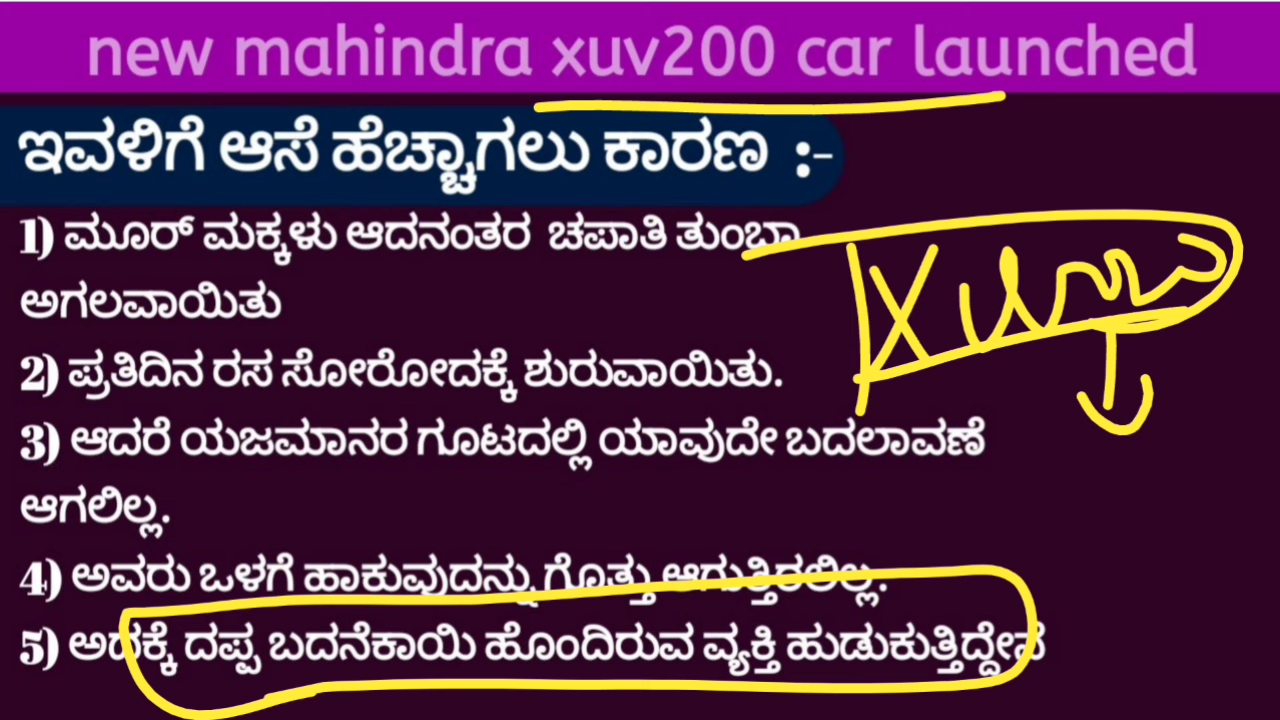 new mahindra xuv200 car launched
ಇವಳಿಗೆ ಆಸೆ ಹೆಚ್ಚಾಗಲು ಕಾರಣ :-
1) ಮೂರ್ ಮಕ್ಕಳು ಆದನಂತರ ಚಪಾತಿ ತುಂಬಾ
ಅಗಲವಾಯಿತು
2) ಪ್ರತಿದಿನ ರಸ ಸೋರೋದಕ್ಕೆ ಶುರುವಾಯಿತು.
3) ಆದರೆ ಯಜಮಾನರ ಗೂಟದಲ್ಲಿ ಯಾವುದೇ ಬದಲಾವಣೆ
ಆಗಲಿಲ್ಲ.
4) ಅವರು ಒಳಗೆ ಹಾಕುವುದನ್ನು ಗೊತ್ತು ಆಗುತ್ತಿರಲಿಲ್ಲ.
5) ಅದಕ್ಕೆ ದಪ್ಪ ಬದನೆಕಾಯಿ ಹೊಂದಿರುವ ವ್ಯಕ್ತಿ ಹುಡುಕುತ್ತಿದ್ದೇನೆ